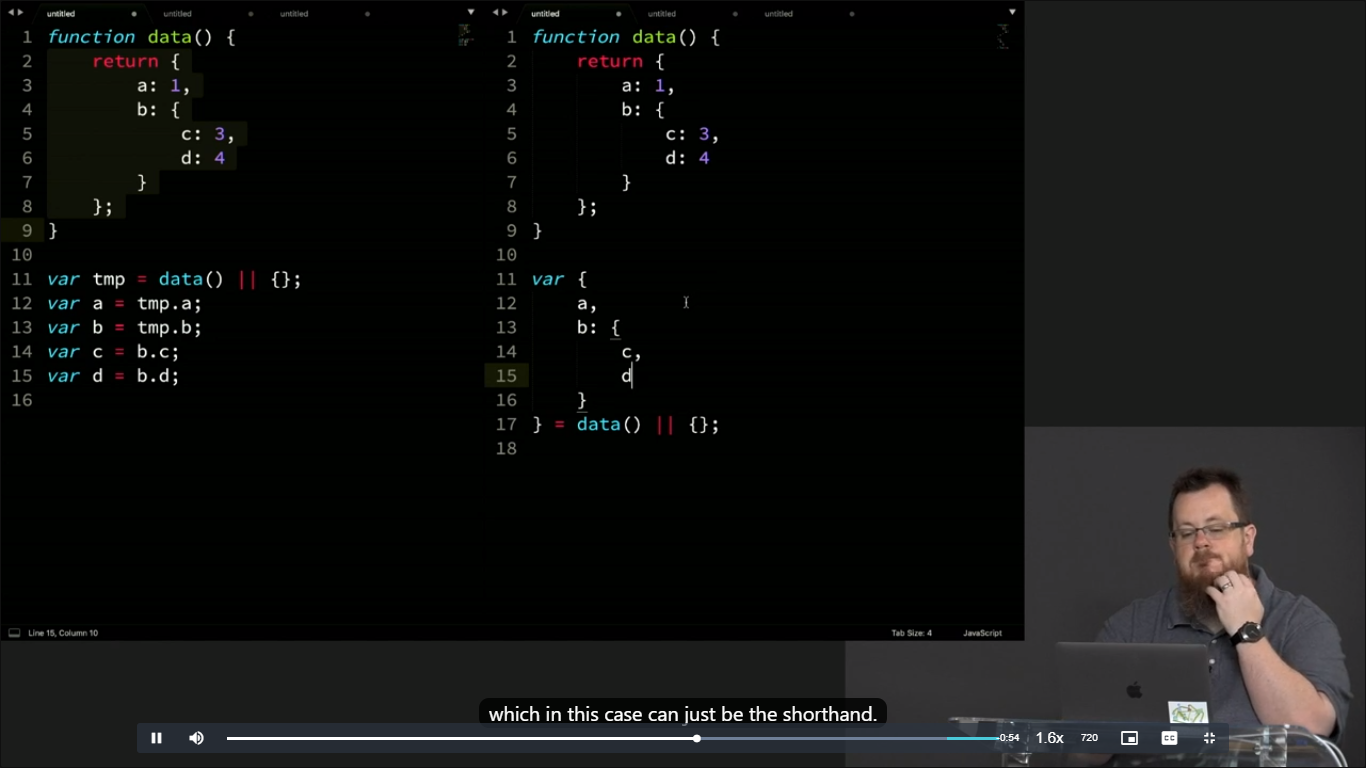 untitled untitled untitled
1 function data() {
2 return {
3 a: 1,
4 b: {
5 c: 3,
6 d: 4
7 }
8 };
9 }
10
11 var tmp = data() || {};
12 var a = tmp.a;
13 var b = tmp.b;
14 var c = b.c;
15 var d = b.d;
16
untitled untitled untitled
1 function data() {
2 return {
3 a: 1,
4 b: {
5 c: 3,
6 d: 4
7 }
8 };
9 }
10
11 var {
12 a,
13 b: {
14 c,
15 d
16 }
17 } = data() || {};
18
Line 15, Column 10 Tab Size: 4 JavaScript
which in this case can just be the shorthand.
-0:54 1.6x 720 CC